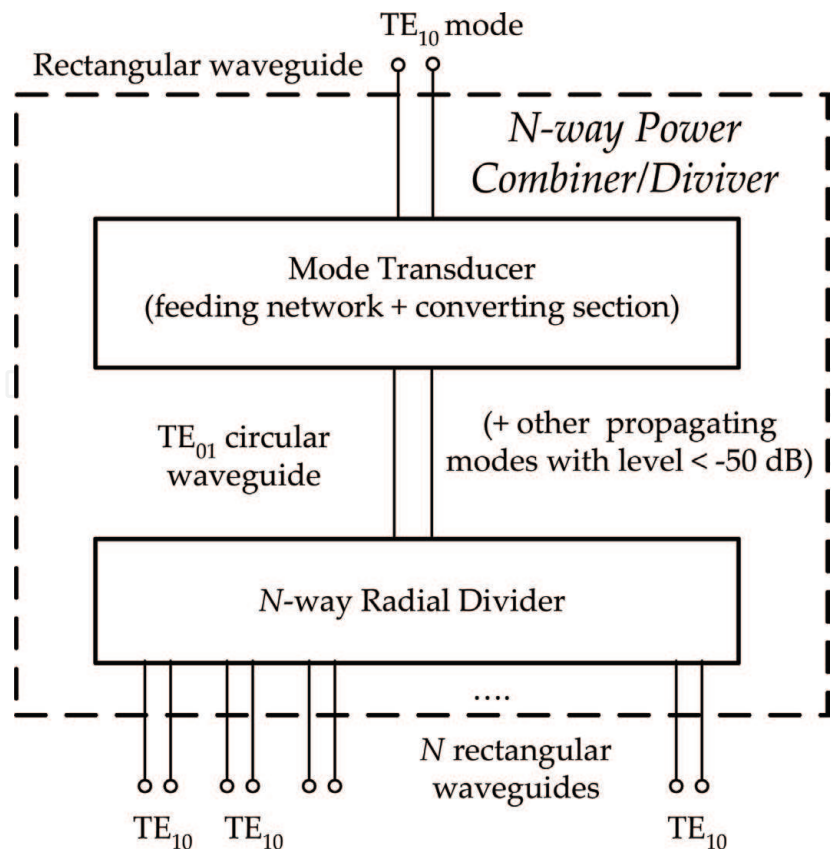 TE₁₀ mode
Rectangular waveguide
N-way Power
Combiner/Diviver
Mode Transducer
(feeding network + converting section)
TE₀₁ circular
waveguide
(+ other propagating
modes with level < -50 dB)
N-way Radial Divider
....
N rectangular
waveguides
TE₁₀ TE₁₀ TE₁₀